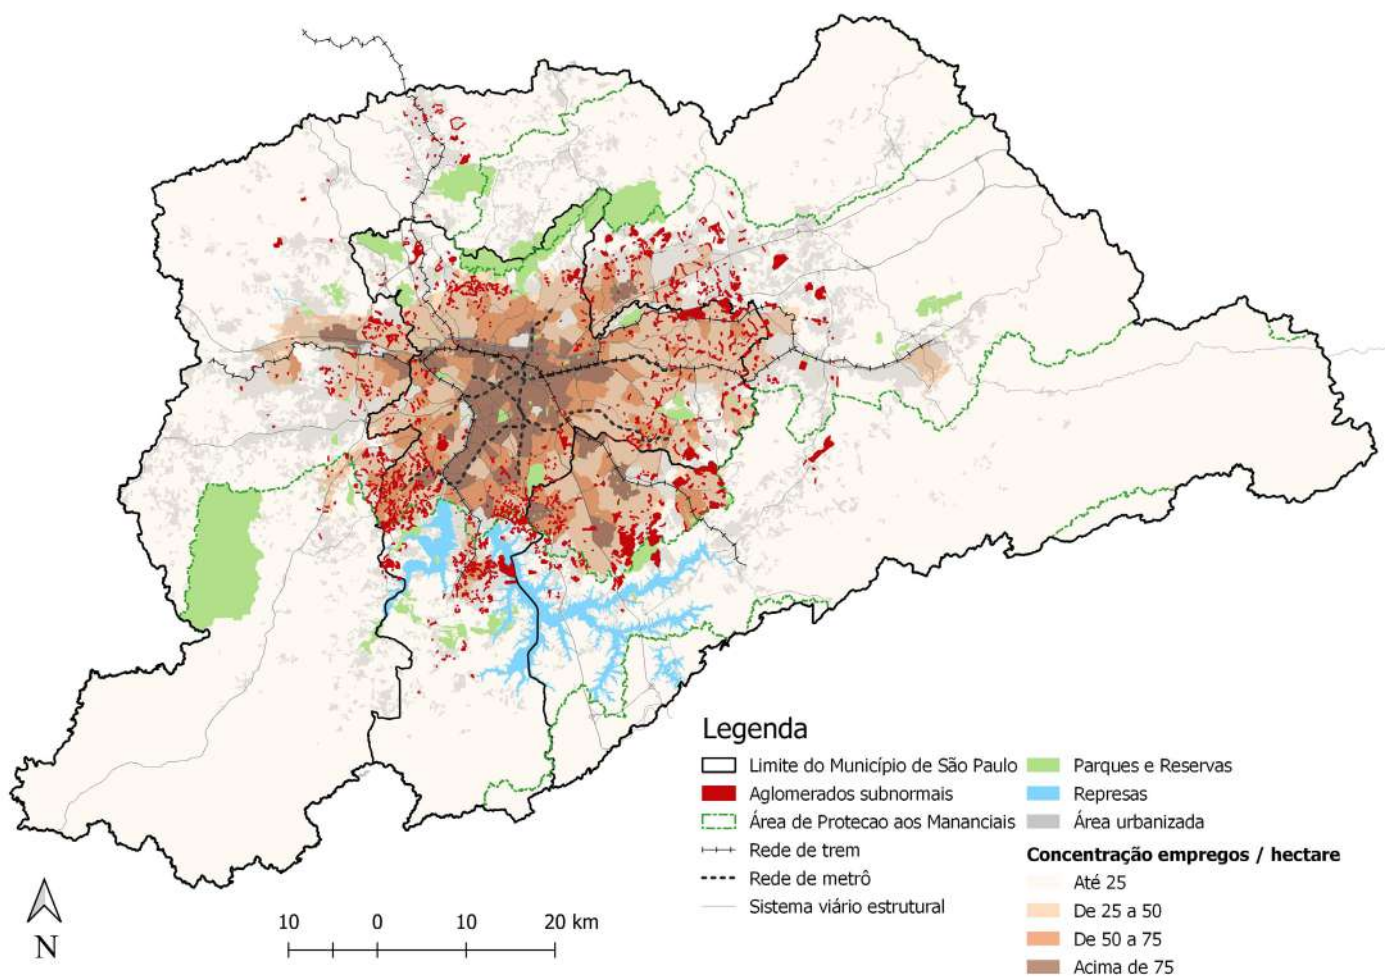 Legenda
Limite do Município de São Paulo
Aglomerados subnormais
Área de Protecao aos Mananciais
Rede de trem
Rede de metrô
Sistema viário estrutural
Parques e Reservas
Represas
Área urbanizada
Concentração empregos / hectare
Até 25
De 25 a 50
De 50 a 75
Acima de 75
N
10 0 10 20 km